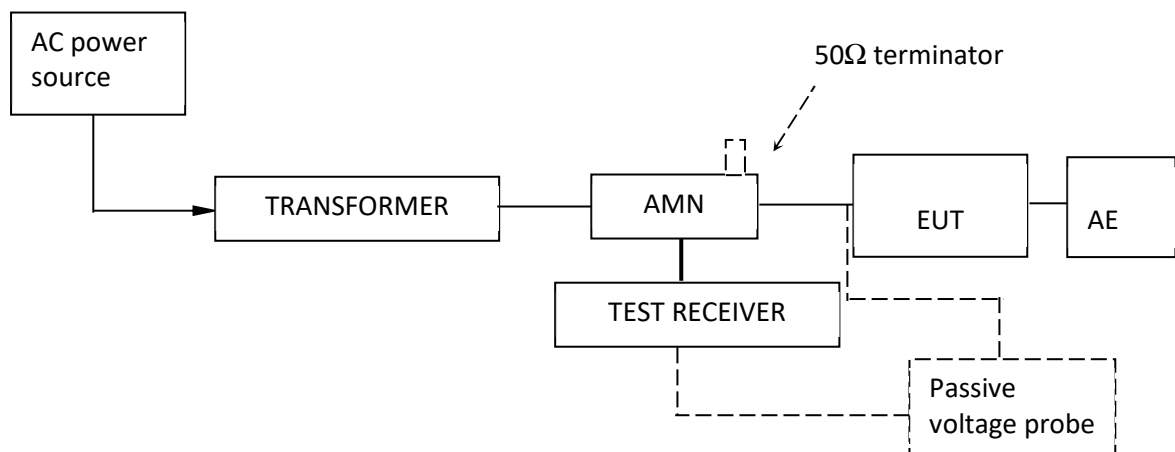 AC power
source
50Ω terminator
TRANSFORMER
AMN
EUT
AE
TEST RECEIVER
Passive
voltage probe